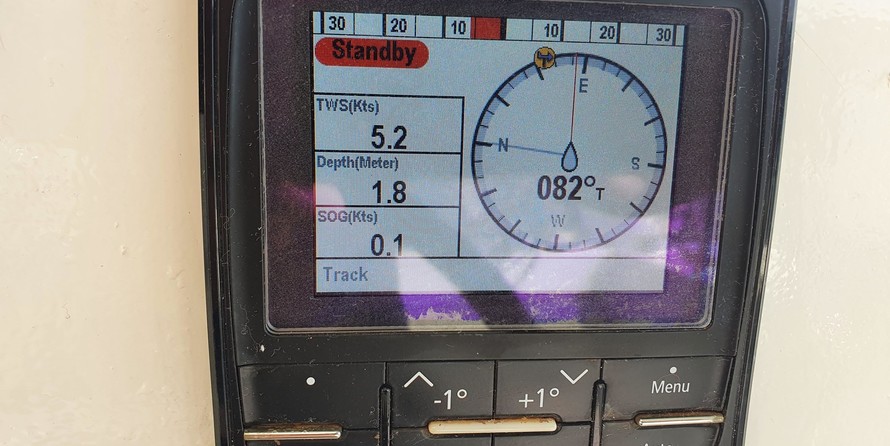 30 20 10 10 20 30
Standby
TWS(Kts)
5.2
Depth(Meter)
1.8
SOG(Kts)
0.1
Track
E
N
S
082°T
W
-1° +1° Menu